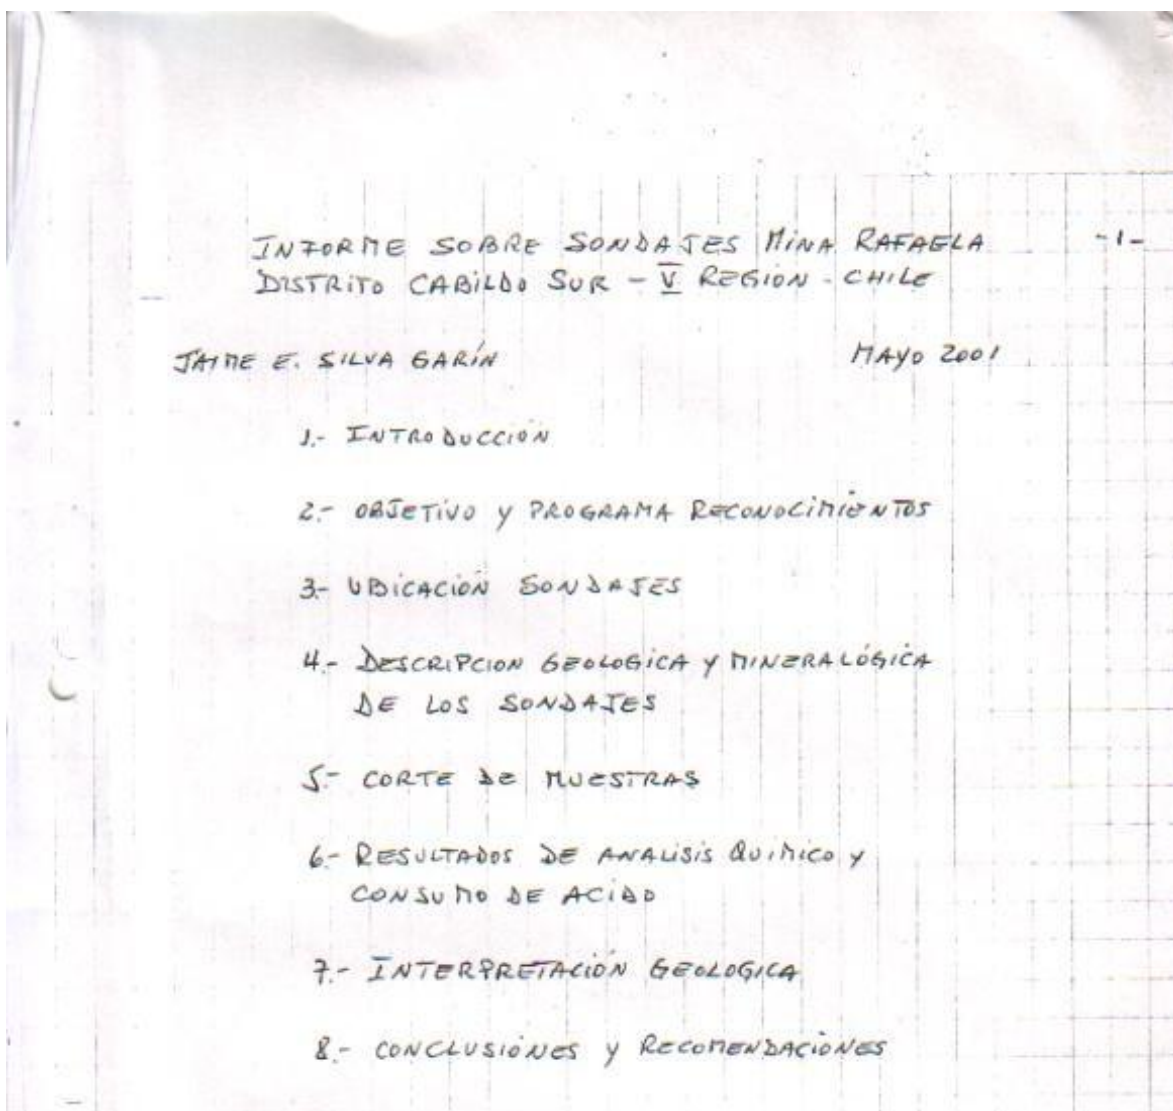 INFORME SOBRE SONDAJES MINA RAFAELA -1-
DISTRITO CABILDO SUR - V REGION - CHILE
JAIME E. SILVA GARÍN MAYO 2001
1.- INTRODUCCIÓN
2.- OBJETIVO y PROGRAMA RECONOCIMIENTOS
3.- UBICACIÓN SONDAJES
4.- DESCRIPCION GEOLOGICA y MINERALÓGICA
DE LOS SONDAJES
5.- CORTE DE MUESTRAS
6.- RESULTADOS DE ANALISIS QUIMICO y
CONSUMO DE ACIDO
7.- INTERPRETACIÓN GEOLOGICA
8.- CONCLUSIONES y RECOMENDACIONES